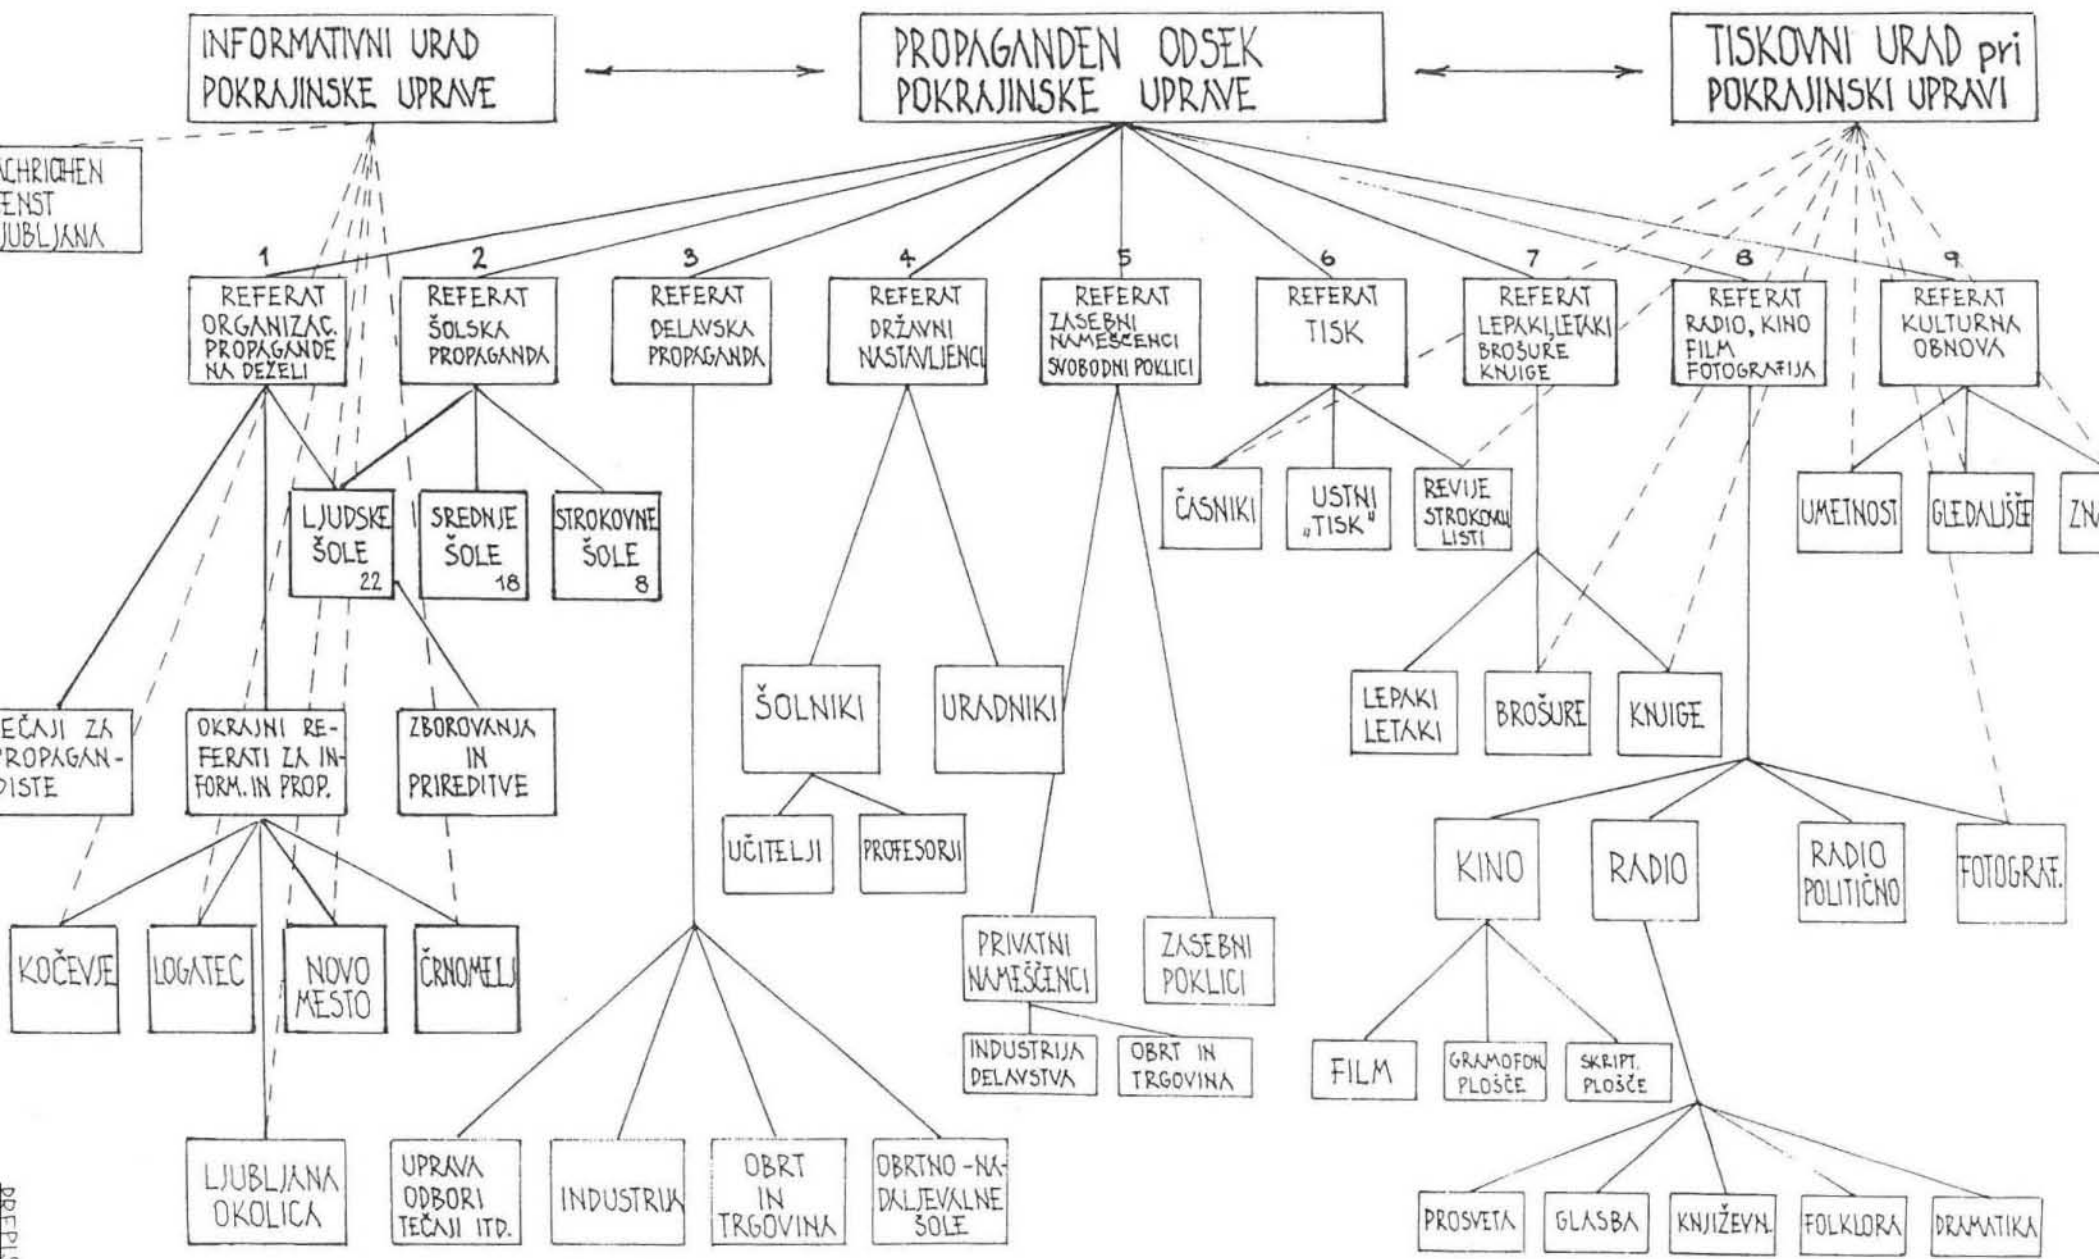 INFORMATIVNI URAD
POKRAJINSKE UPRAVE
PROPAGANDEN ODSEK
POKRAJINSKE UPRAVE
TISKOVNI URAD pri
POKRAJINSKI UPRAVI
ACHRICHEN
ENST
JUBLJANA
1
2
3
4
5
6
7
8
9
REFERAT
ORGANIZAC.
PROPAGANDE
NA DEŽELI
REFERAT
ŠOLSKA
PROPAGANDA
REFERAT
DELAVSKA
PROPAGANDA
REFERAT
DRŽAVNI
NASTAVLJENCI
REFERAT
ZASEBNI
NAMEŠČENCI
SVOBODNI POKLICI
REFERAT
TISK
REFERAT
LEPAKI, LETAKI
BROŠURE
KNJIGE
REFERAT
RADIO, KINO
FILM
FOTOGRAFIJA
REFERAT
KULTURNA
OBNOVA
LJUDSKE
ŠOLE
22
SREDNJE
ŠOLE
18
STROKOVNE
ŠOLE
8
ČASNIKI
USTNI
„TISK"
REVIJE
STROKOVNI
LISTI
UMETNOST
GLEDALIŠČE
ZN
EČAJI ZA
PROPAGAN-
DISTE
OKRAJNI RE-
FERATI ZA IN-
FORM. IN PROP.
ZBOROVANJA
IN
PRIREDITVE
ŠOLNIKI
URADNIKI
LEPAKI
LETAKI
BROŠURE
KNJIGE
UČITELJI
PROFESORJI
KINO
RADIO
RADIO
POLITIČNO
FOTOGRAF.
KOČEVJE
LOGATEC
NOVO
MESTO
ČRNOMELJ
PRIVATNI
NAMEŠČENCI
ZASEBNI
POKLICI
INDUSTRIJA
DELAVSTVA
OBRT IN
TRGOVINA
FILM
GRAMOFON.
PLOŠČE
SKRIPT.
PLOŠČE
LJUBLJANA
OKOLICA
UPRAVA
ODBORI
TEČAJI ITD.
INDUSTRIJA
OBRT
IN
TRGOVINA
OBRTNO-NA-
DALJEVALNE
ŠOLE
PROSVETA
GLASBA
KNJIŽEVN.
FOLKLORA
DRAMATIKA